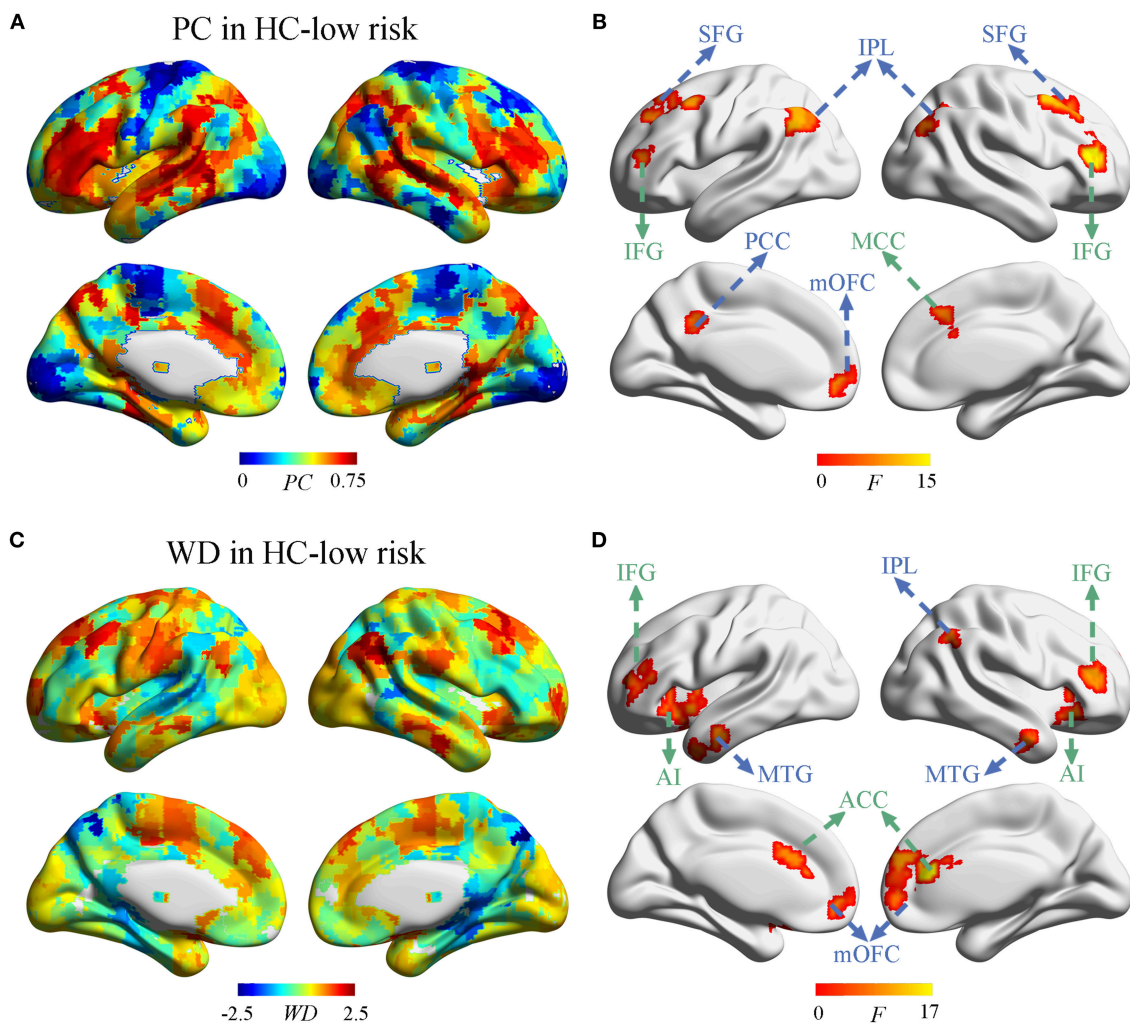 A
PC in HC-low risk
0 PC 0.75
B
SFG IPL SFG
IFG PCC MCC IFG
mOFC
0 F 15
C
WD in HC-low risk
-2.5 WD 2.5
D
IFG IPL IFG
AI MTG MTG AI
ACC
mOFC
0 F 17